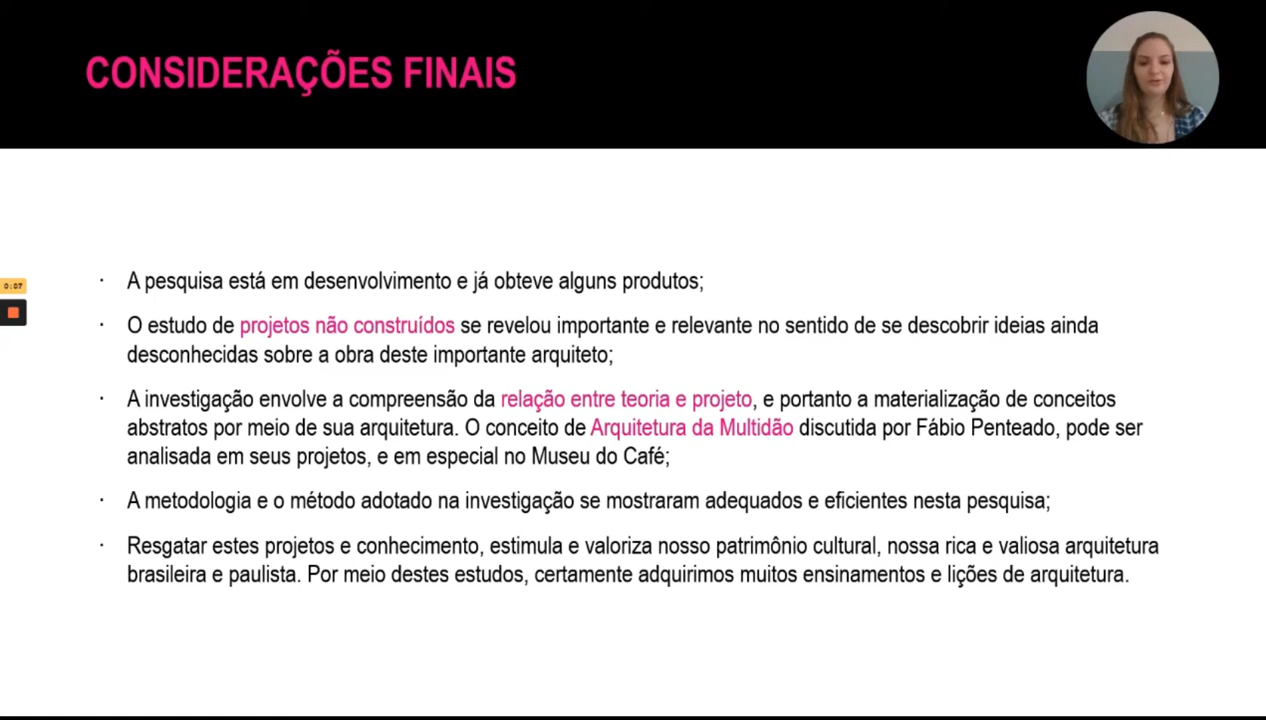 CONSIDERAÇÕES FINAIS
0:07
· A pesquisa está em desenvolvimento e já obteve alguns produtos;
· O estudo de projetos não construídos se revelou importante e relevante no sentido de se descobrir ideias ainda
desconhecidas sobre a obra deste importante arquiteto;
· A investigação envolve a compreensão da relação entre teoria e projeto, e portanto a materialização de conceitos
abstratos por meio de sua arquitetura. O conceito de Arquitetura da Multidão discutida por Fábio Penteado, pode ser
analisada em seus projetos, e em especial no Museu do Café;
· A metodologia e o método adotado na investigação se mostraram adequados e eficientes nesta pesquisa;
· Resgatar estes projetos e conhecimento, estimula e valoriza nosso patrimônio cultural, nossa rica e valiosa arquitetura
brasileira e paulista. Por meio destes estudos, certamente adquirimos muitos ensinamentos e lições de arquitetura.